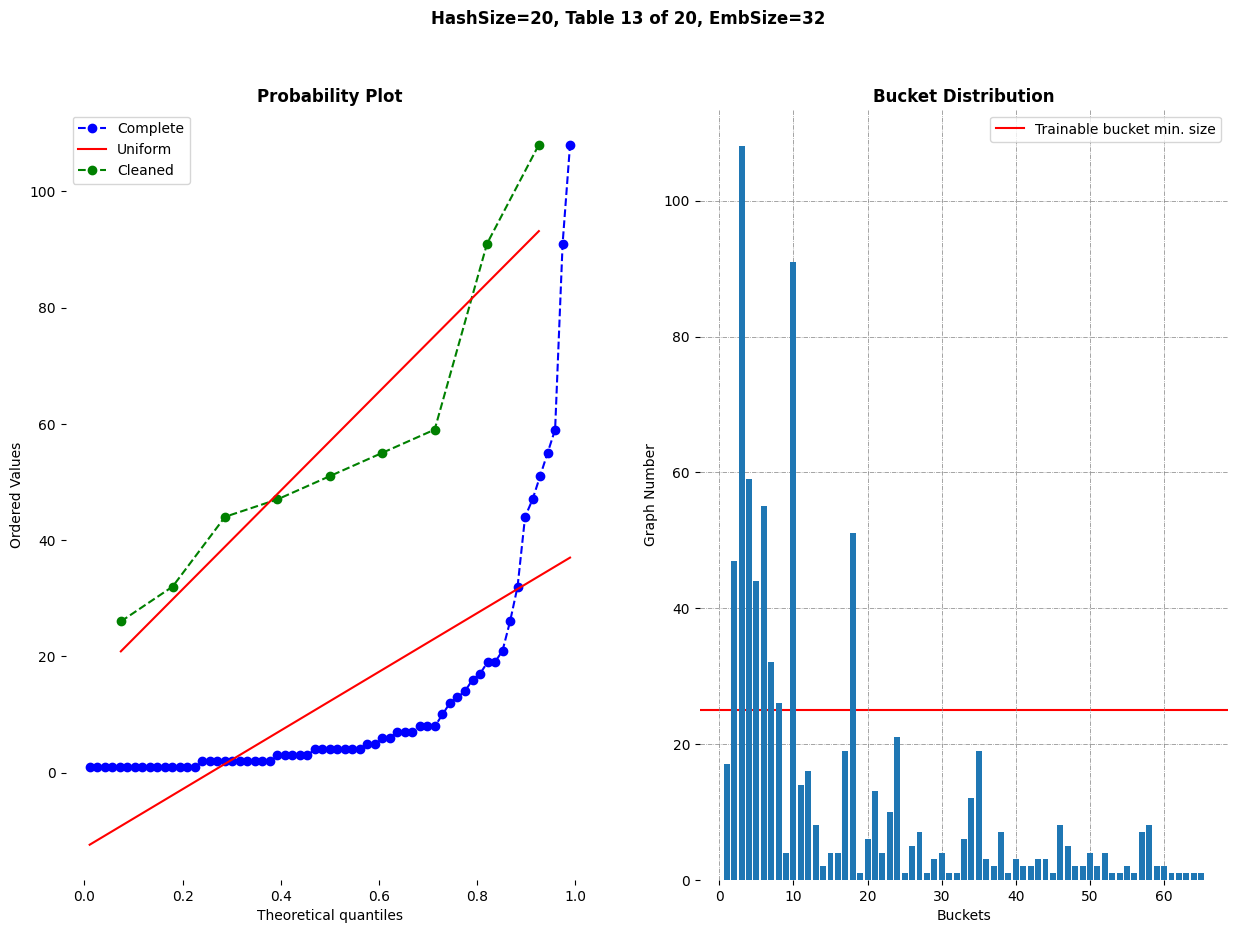 HashSize=20, Table 13 of 20, EmbSize=32
Probability Plot
Complete
Uniform
Cleaned
Ordered Values
100
80
60
40
20
0
0.0 0.2 0.4 0.6 0.8 1.0
Theoretical quantiles
Bucket Distribution
Trainable bucket min. size
Graph Number
100
80
60
40
20
0
0 10 20 30 40 50 60
Buckets